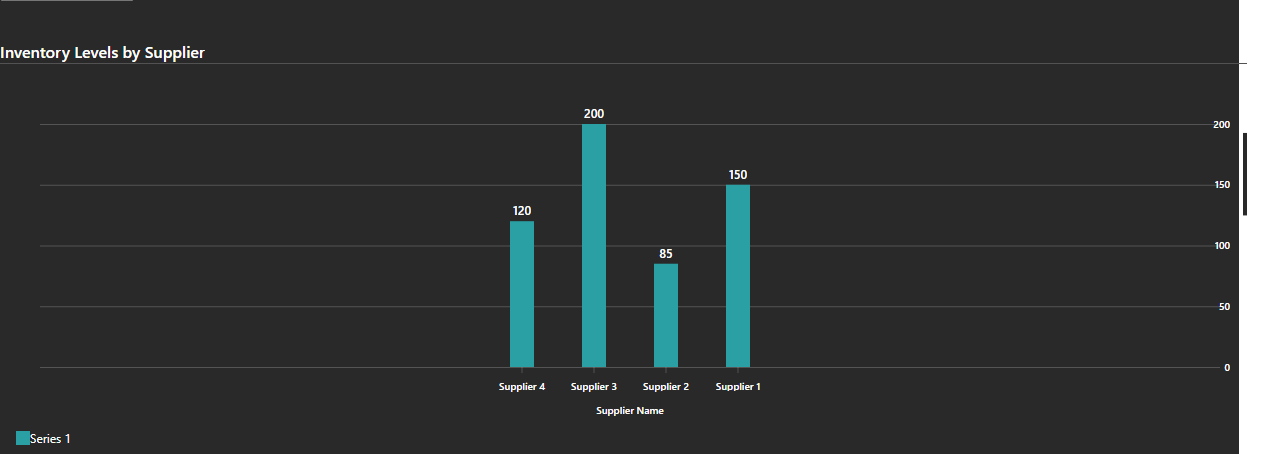 Inventory Levels by Supplier
200
150
120
85
200
150
100
50
0
Supplier 4 Supplier 3 Supplier 2 Supplier 1
Supplier Name
Series 1